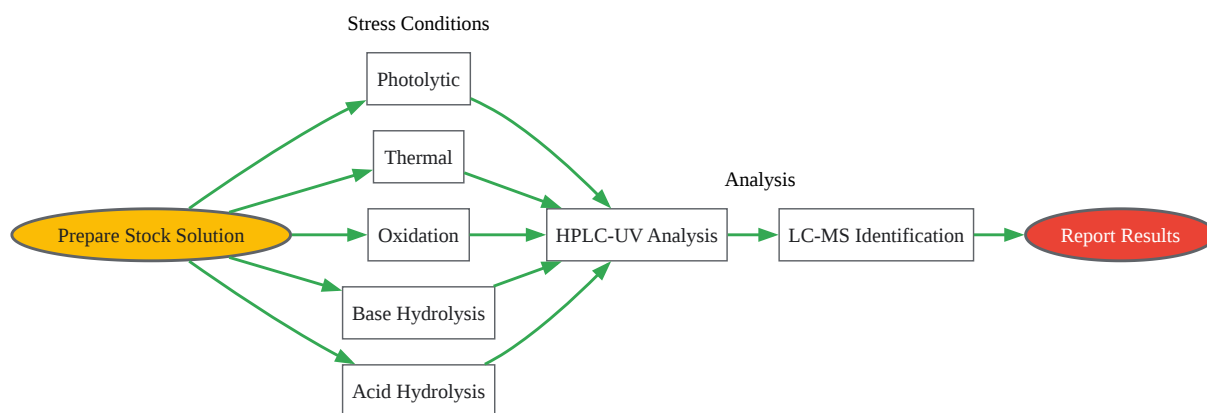 Stress Conditions
Photolytic
Thermal
Analysis
Prepare Stock Solution
Oxidation
HPLC-UV Analysis
LC-MS Identification
Report Results
Base Hydrolysis
Acid Hydrolysis